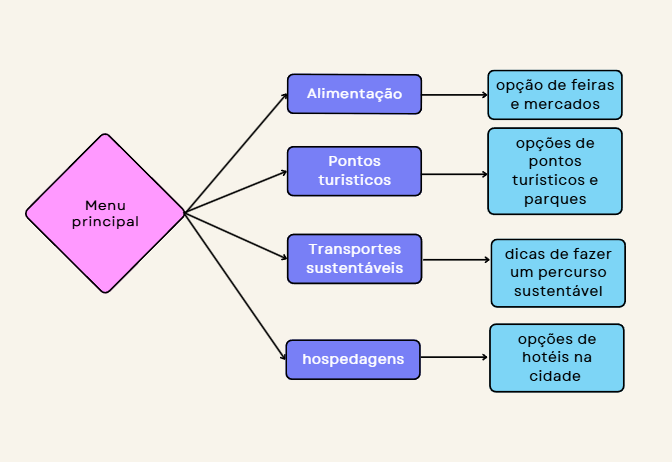 Menu
principal
Alimentação
opção de feiras
e mercados
Pontos
turisticos
opções de
pontos
turisticos e
parques
Transportes
sustentáveis
dicas de fazer
um percurso
sustentável
hospedagens
opções de
hotéis na
cidade